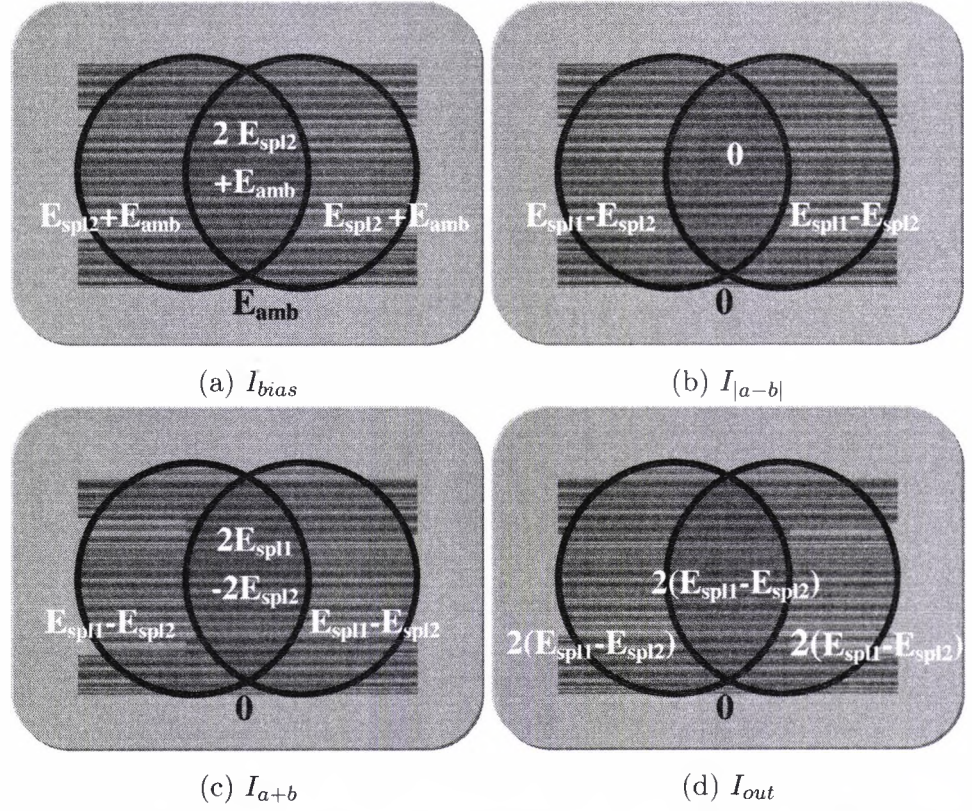 2 E_spl2
+E_amb
E_spl2+E_amb
E_spl2+E_amb
E_amb
(a) I_bias
0
E_spl1-E_spl2
E_spl1-E_spl2
0
(b) I_|a−b|
2E_spl1
-2E_spl2
E_spl1-E_spl2
E_spl1-E_spl2
0
(c) I_a+b
2(E_spl1-E_spl2)
2(E_spl1-E_spl2)
2(E_spl1-E_spl2)
0
(d) I_out